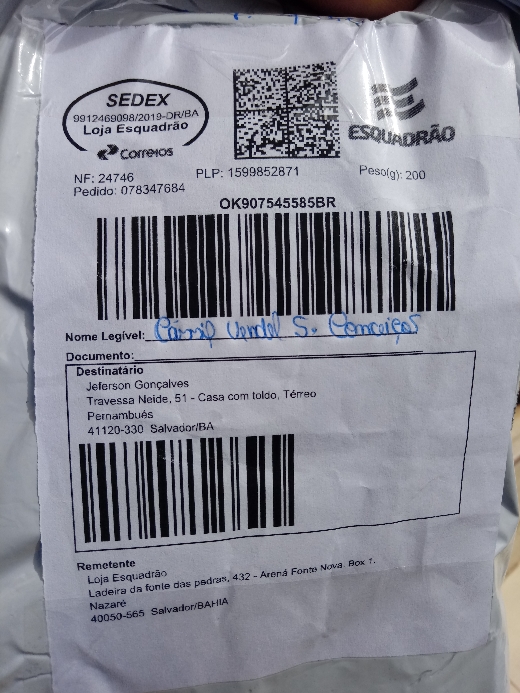 SEDEX
9912469098/2019-DR/BA
Loja Esquadrão
Correios
ESQUADRÃO
NF: 24746
PLP: 1599852871
Peso(g): 200
Pedido: 078347684
OK907545585BR
Nome Legível: S. Conceição
Documento:
Destinatário
Jeferson Gonçalves
Travessa Neide, 51 - Casa com toldo, Térreo
Pernambués
41120-330 Salvador/BA
Remetente
Loja Esquadrão
Ladeira da fonte das pedras, 432 - Arena Fonte Nova, Box 1.
Nazaré
40050-565 Salvador/BAHIA